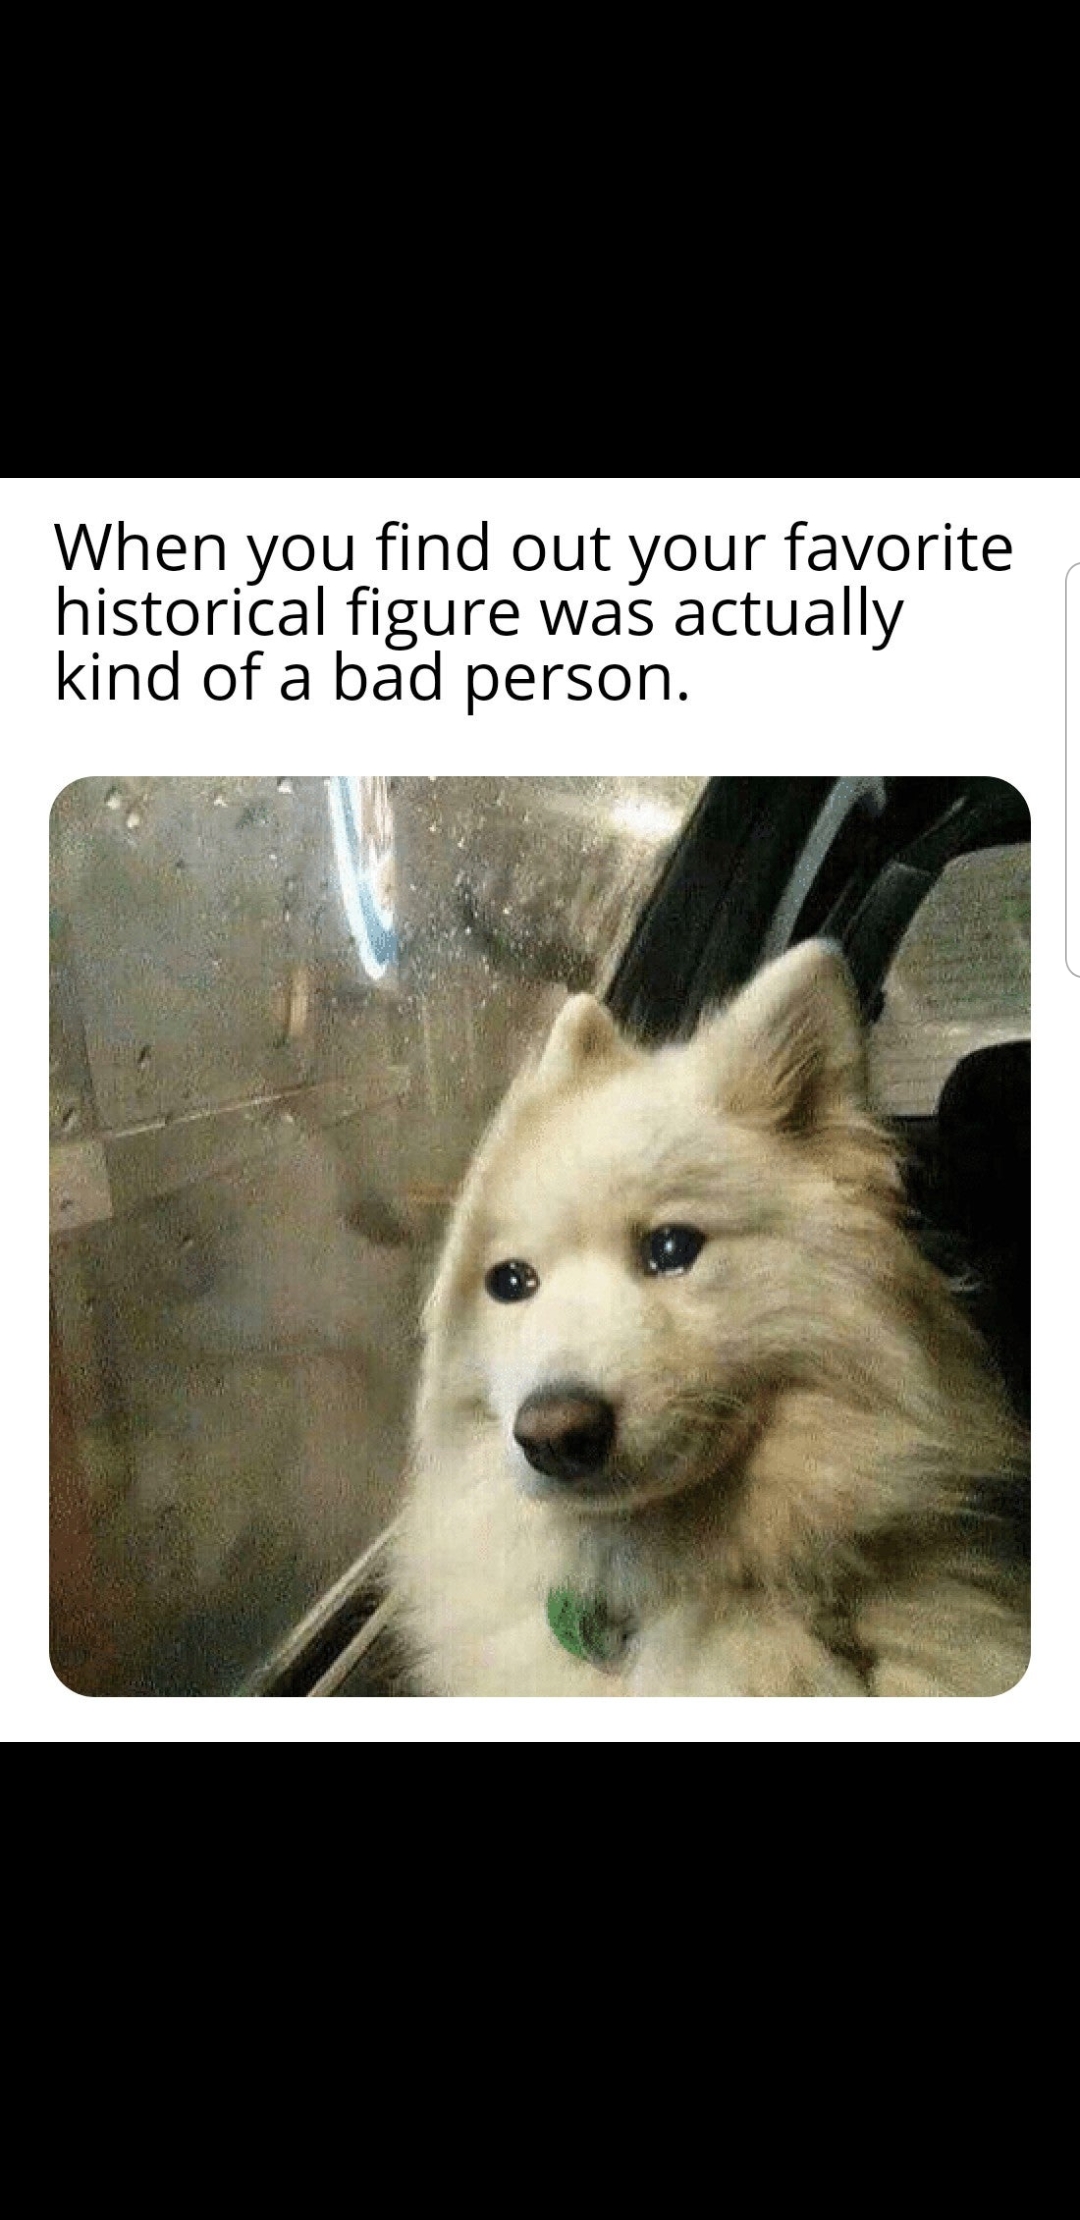 When you find out your favorite
historical figure was actually
kind of a bad person.